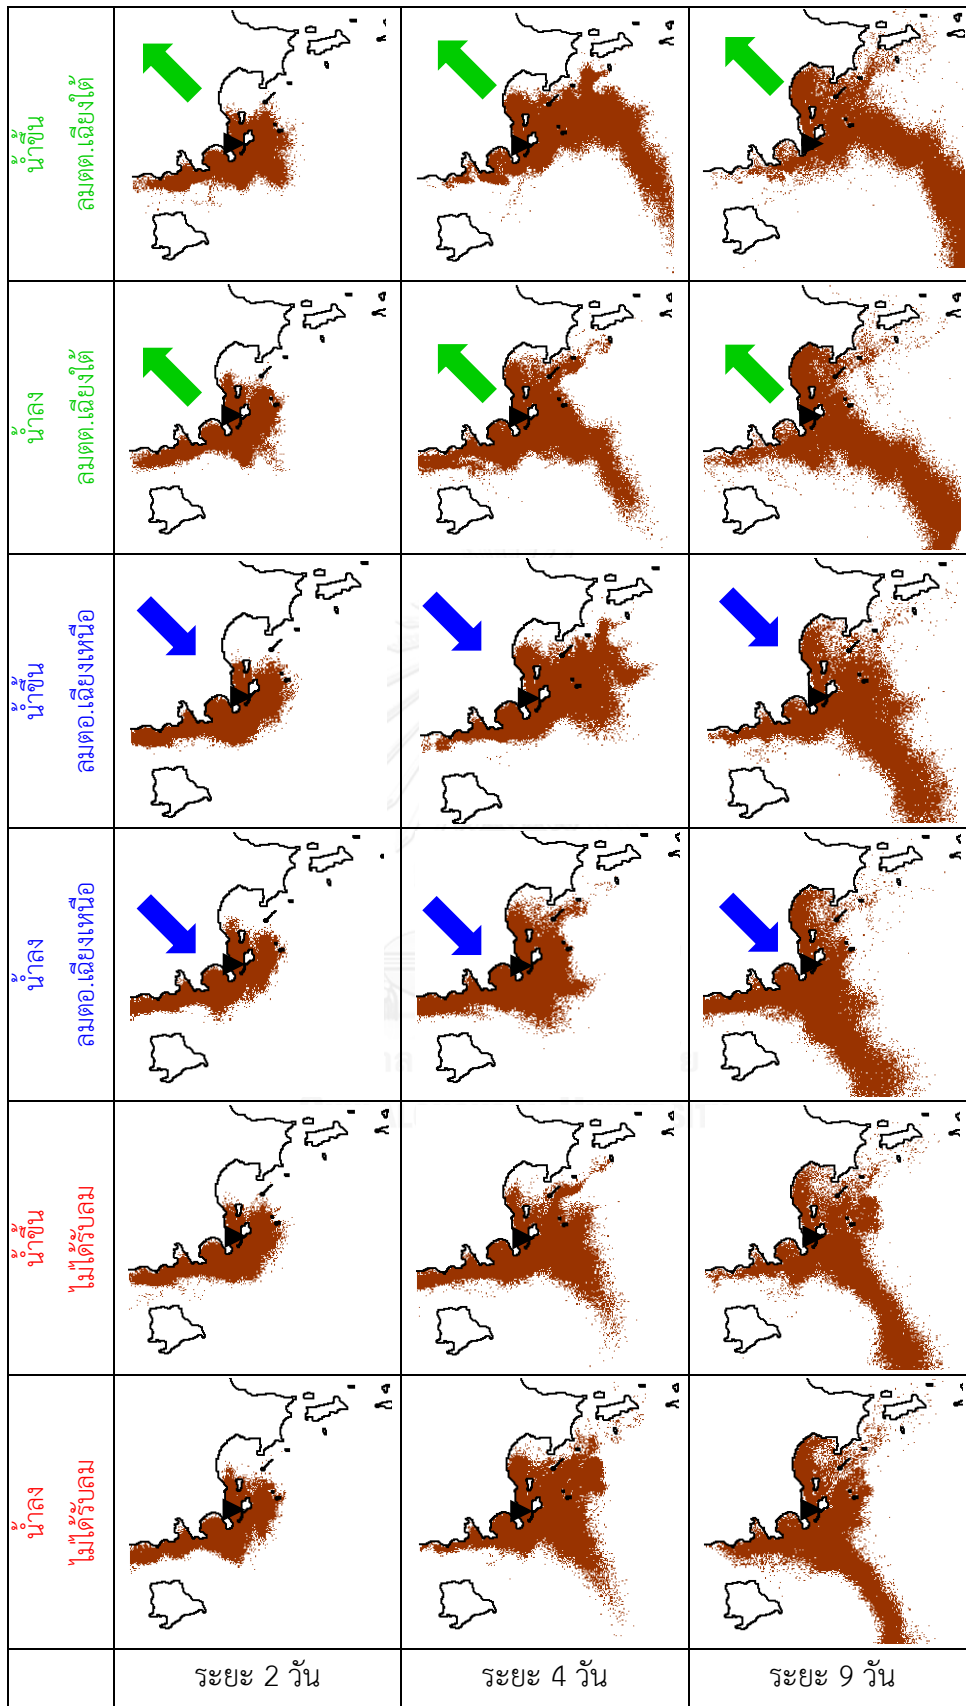 น้ำขึ้น
ลมตต.เฉียงใต้
น้ำลง
ลมตต.เฉียงใต้
น้ำขึ้น
ลมตอ.เฉียงเหนือ
น้ำลง
ลมตอ.เฉียงเหนือ
น้ำขึ้น
ไม่ได้รับลม
น้ำลง
ไม่ได้รับลม
ระยะ 2 วัน
ระยะ 4 วัน
ระยะ 9 วัน